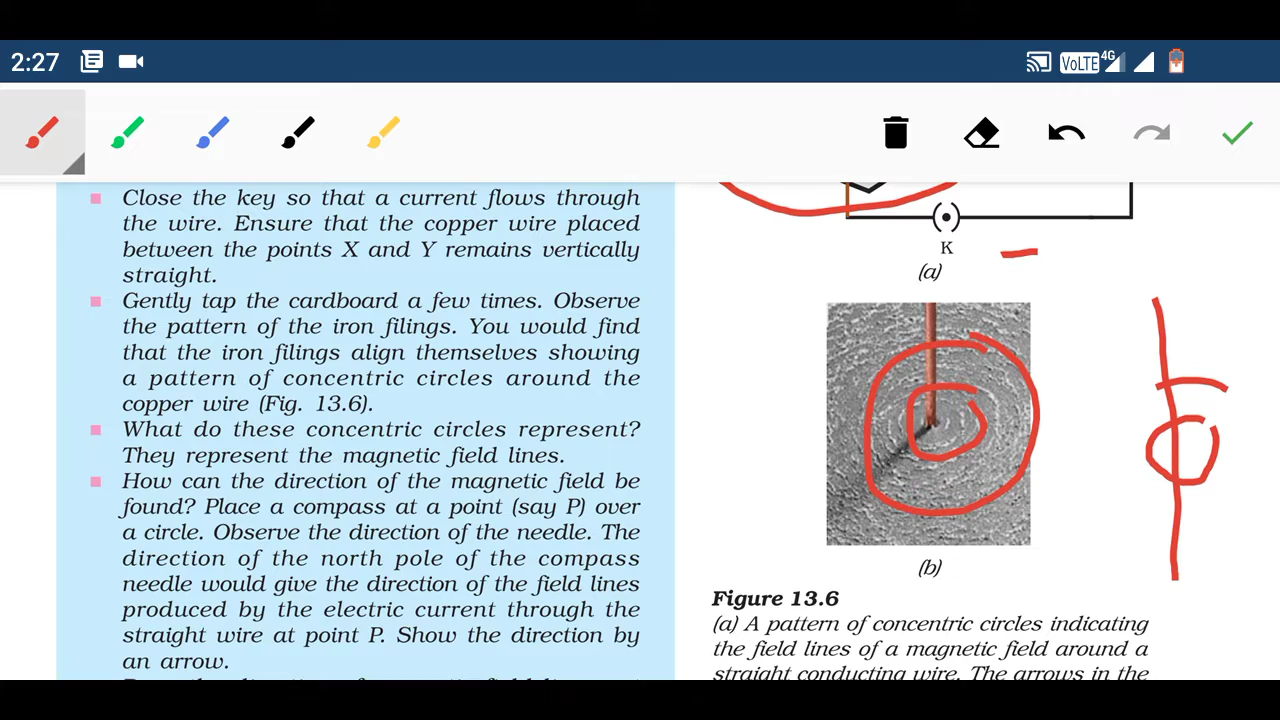 2:27
VoLTE 4G
Close the key so that a current flows through
the wire. Ensure that the copper wire placed
between the points X and Y remains vertically
straight.
Gently tap the cardboard a few times. Observe
the pattern of the iron filings. You would find
that the iron filings align themselves showing
a pattern of concentric circles around the
copper wire (Fig. 13.6).
What do these concentric circles represent?
They represent the magnetic field lines.
How can the direction of the magnetic field be
found? Place a compass at a point (say P) over
a circle. Observe the direction of the needle. The
direction of the north pole of the compass
needle would give the direction of the field lines
produced by the electric current through the
straight wire at point P. Show the direction by
an arrow.
K
(a)
(b)
Figure 13.6
(a) A pattern of concentric circles indicating
the field lines of a magnetic field around a
straight conducting wire. The arrows in the